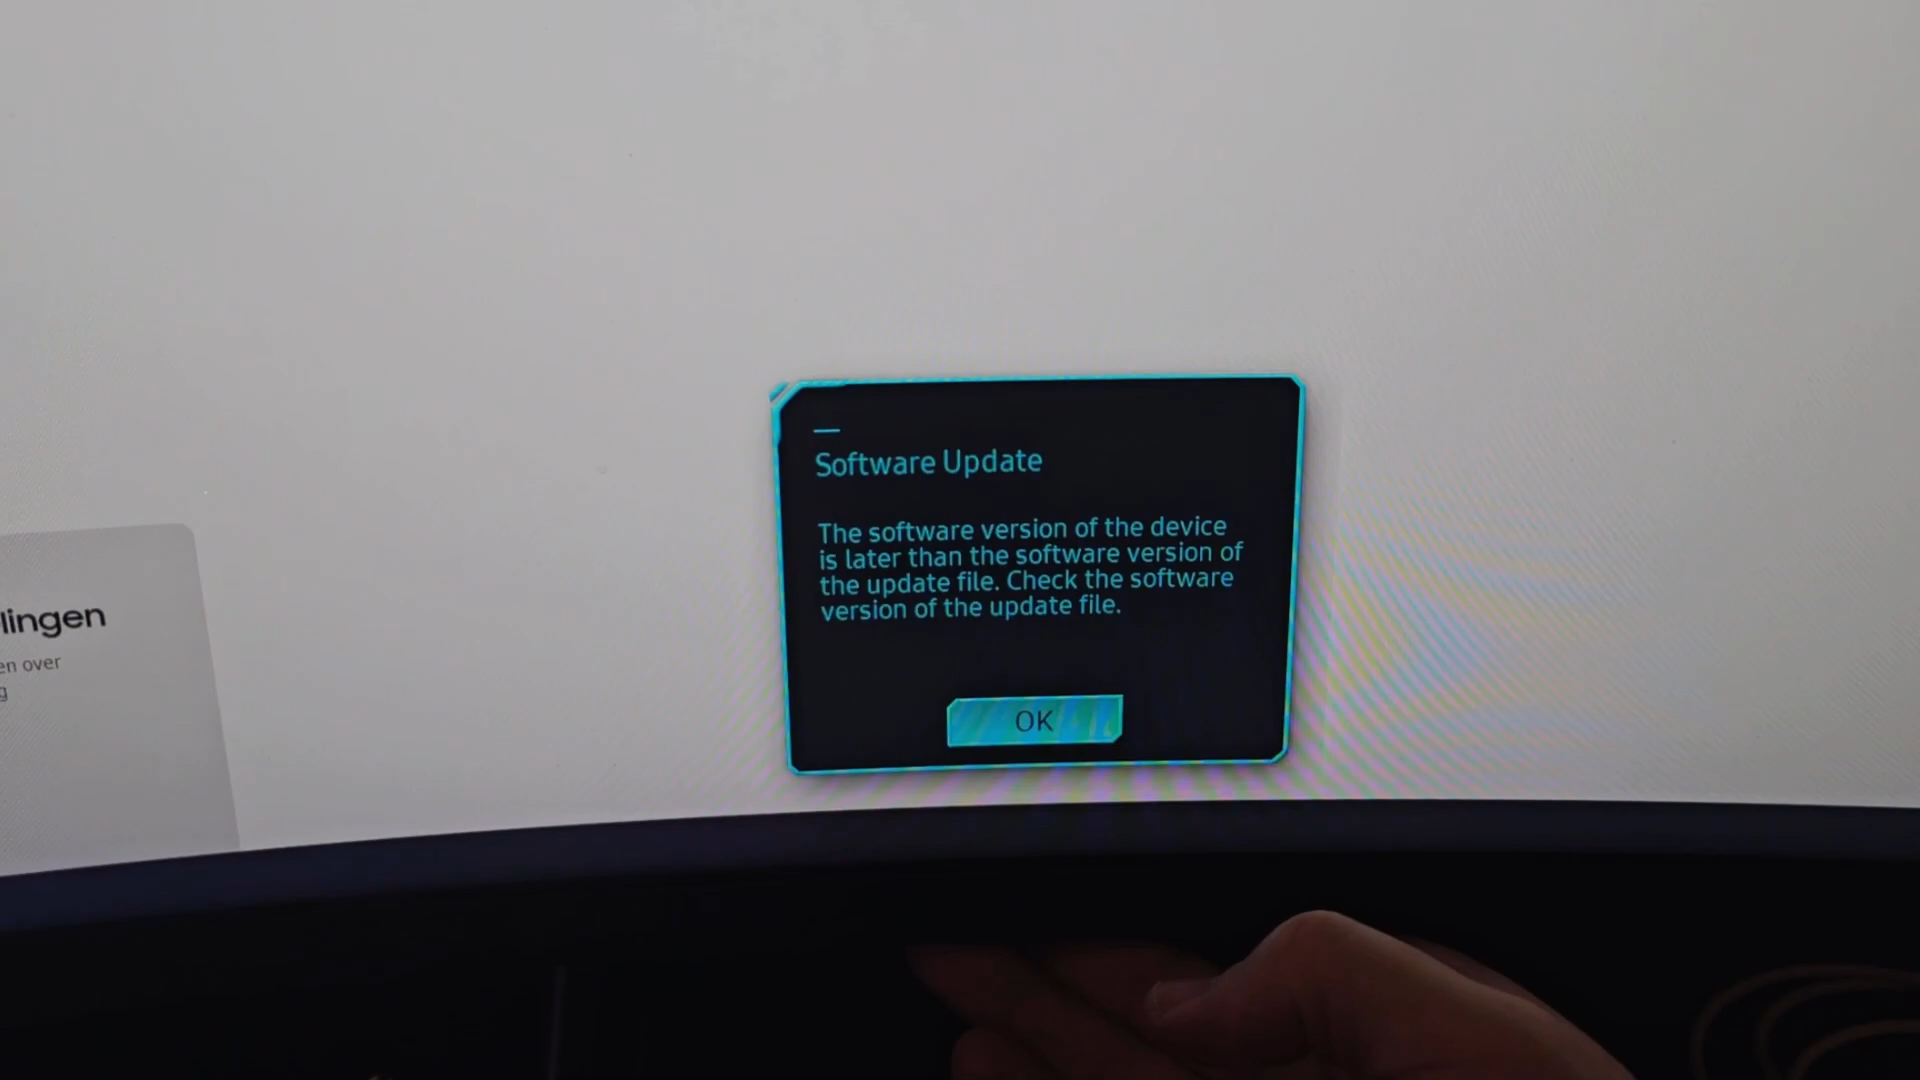 Software Update
The software version of the device
is later than the software version of
the update file. Check the software
version of the update file.
OK
lingen
en over
g